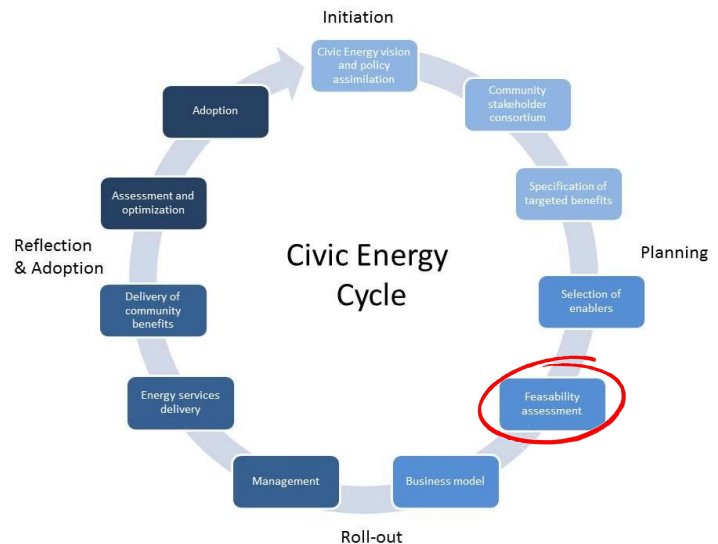 Initiation
Civic Energy vision
and policy
assimilation
Community
stakeholder
consortium
Specification of
targeted benefits
Planning
Selection of
enablers
Feasability
assessment
Business model
Roll-out
Management
Energy services
delivery
Delivery of
community
benefits
Reflection
& Adoption
Assessment and
optimization
Adoption
Civic Energy
Cycle